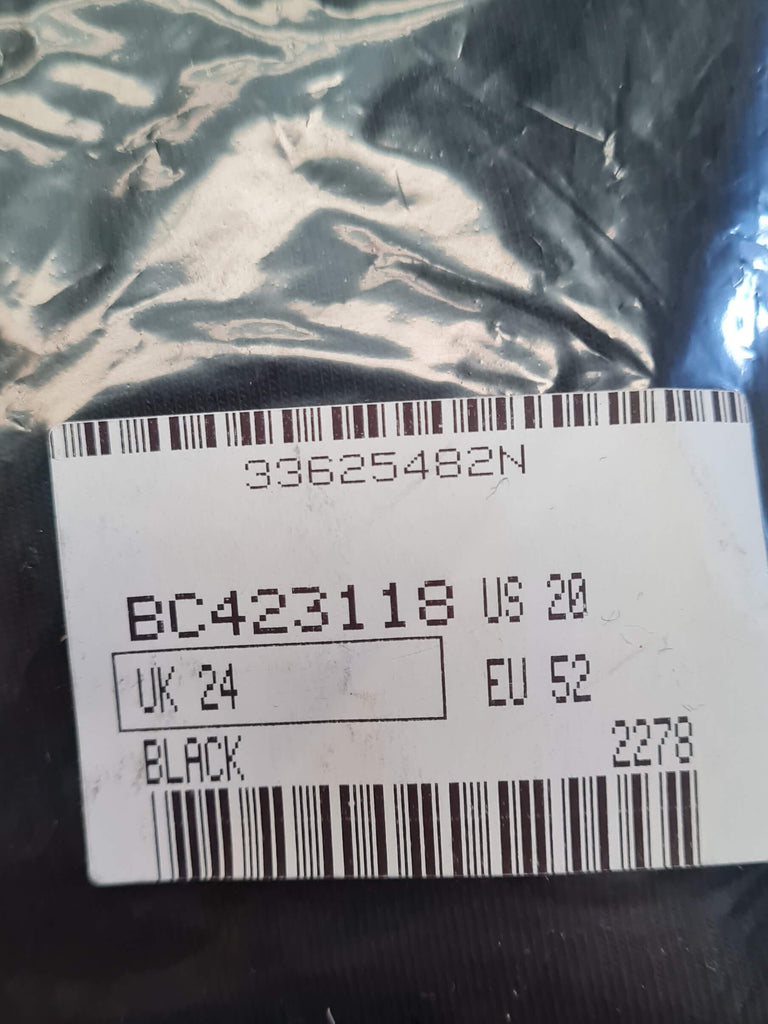 33625482N
BC423118 US 20
UK 24 EU 52
BLACK 2278